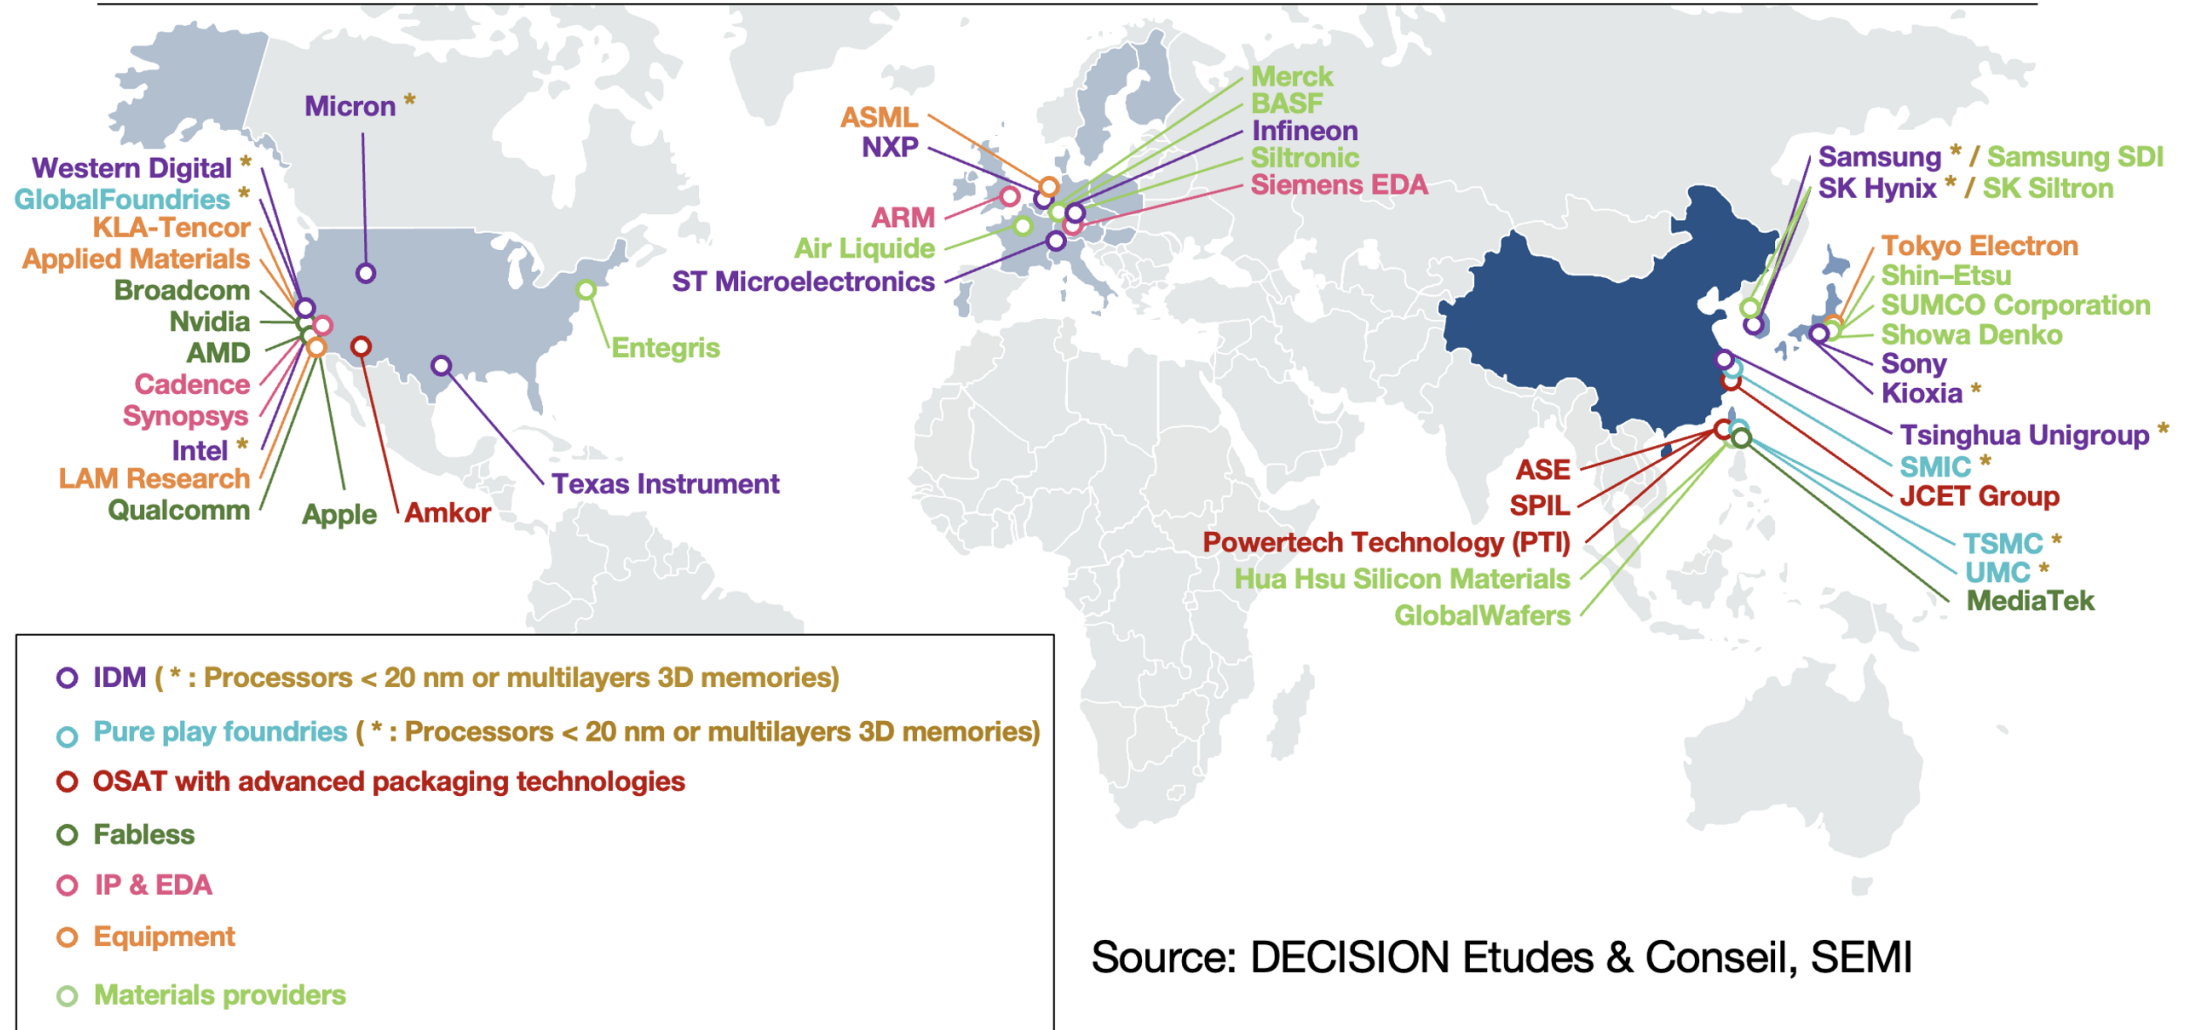 Micron *
Western Digital *
GlobalFoundries *
KLA-Tencor
Applied Materials
Broadcom
Nvidia
AMD
Cadence
Synopsys
Intel *
LAM Research
Qualcomm
Apple
Amkor
Texas Instrument
Entegris
ASML
NXP
ARM
Air Liquide
ST Microelectronics
Merck
BASF
Infineon
Siltronic
Siemens EDA
Samsung * / Samsung SDI
SK Hynix * / SK Siltron
Tokyo Electron
Shin–Etsu
SUMCO Corporation
Showa Denko
Sony
Kioxia *
Tsinghua Unigroup *
SMIC *
JCET Group
TSMC *
UMC *
MediaTek
ASE
SPIL
Powertech Technology (PTI)
Hua Hsu Silicon Materials
GlobalWafers
IDM ( * : Processors < 20 nm or multilayers 3D memories)
Pure play foundries ( * : Processors < 20 nm or multilayers 3D memories)
OSAT with advanced packaging technologies
Fabless
IP & EDA
Equipment
Materials providers
Source: DECISION Etudes & Conseil, SEMI